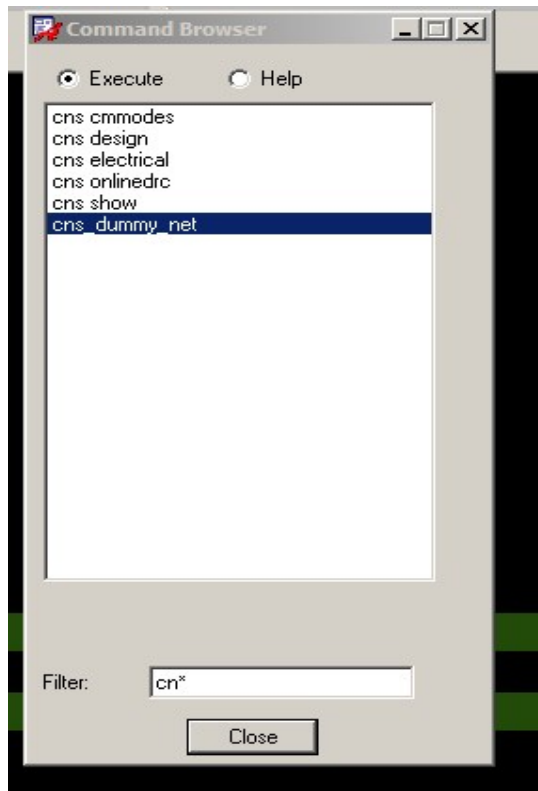 Command Browser
Execute Help
cns cmmodes
cns design
cns electrical
cns onlinedrc
cns show
cns_dummy_net
Filter: cn*
Close